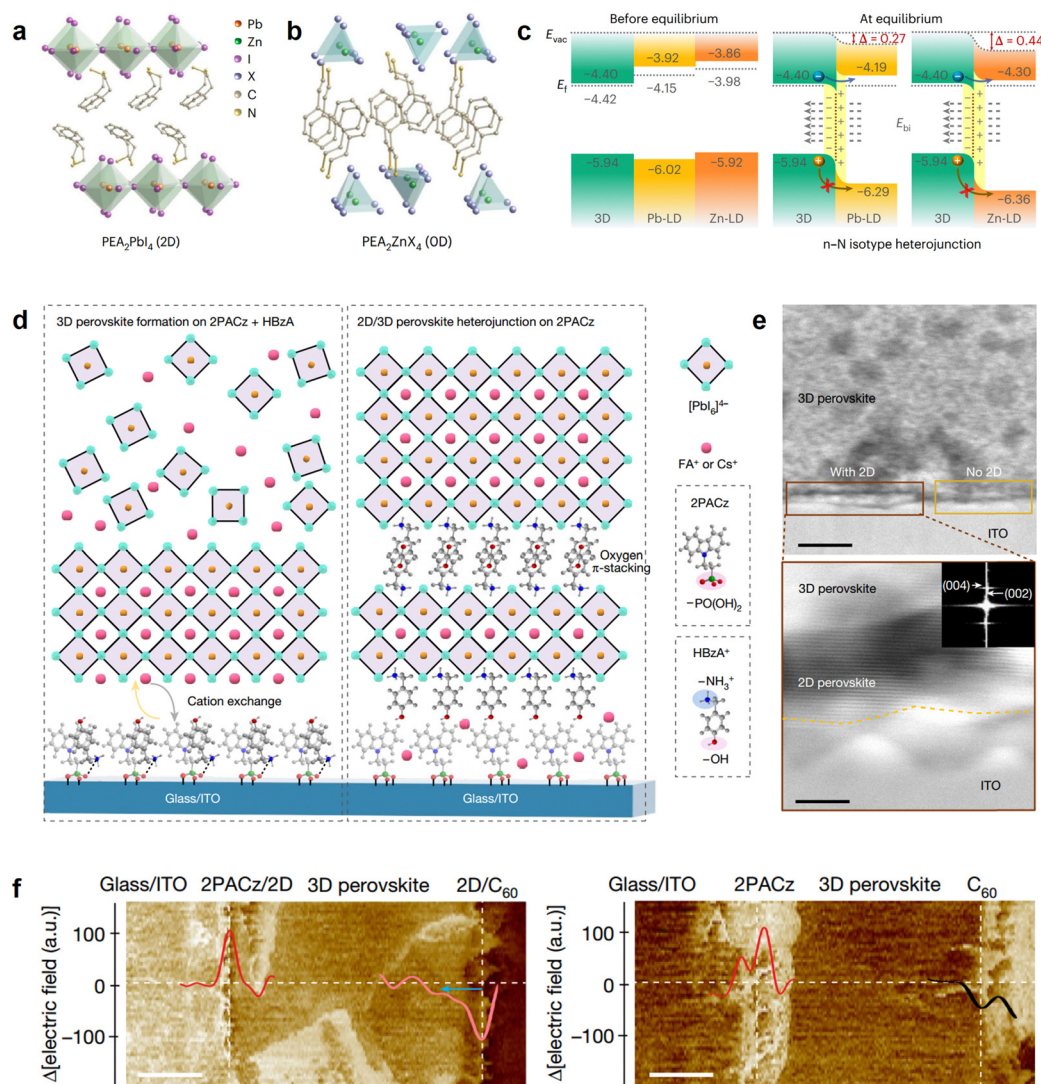 a
Pb
Zn
I
X
C
N
PEA₂PbI₄ (2D)
b
PEA₂ZnX₄ (0D)
c
Before equilibrium
At equilibrium
E_vac
Δ = 0.27
Δ = 0.44
−3.92
−3.86
−4.40
−4.40
−4.19
−4.40
−4.30
E_f
−4.42
−4.15
−3.98
E_bi
−5.94
−6.02
−5.92
−5.94
−6.29
−5.94
−6.36
3D
Pb-LD
Zn-LD
3D
Pb-LD
3D
Zn-LD
n–N isotype heterojunction
d
3D perovskite formation on 2PACz + HBzA
2D/3D perovskite heterojunction on 2PACz
Cation exchange
Glass/ITO
Oxygen
π-stacking
Glass/ITO
[PbI₆]⁴⁻
FA⁺ or Cs⁺
2PACz
−PO(OH)₂
HBzA⁺
−NH₃⁺
−OH
e
3D perovskite
With 2D
No 2D
ITO
3D perovskite
(004)
(002)
2D perovskite
ITO
f
Glass/ITO
2PACz/2D
3D perovskite
2D/C₆₀
Δ[electric field (a.u.)]
100
0
−100
Glass/ITO
2PACz
3D perovskite
C₆₀
Δ[electric field (a.u.)]
100
0
−100